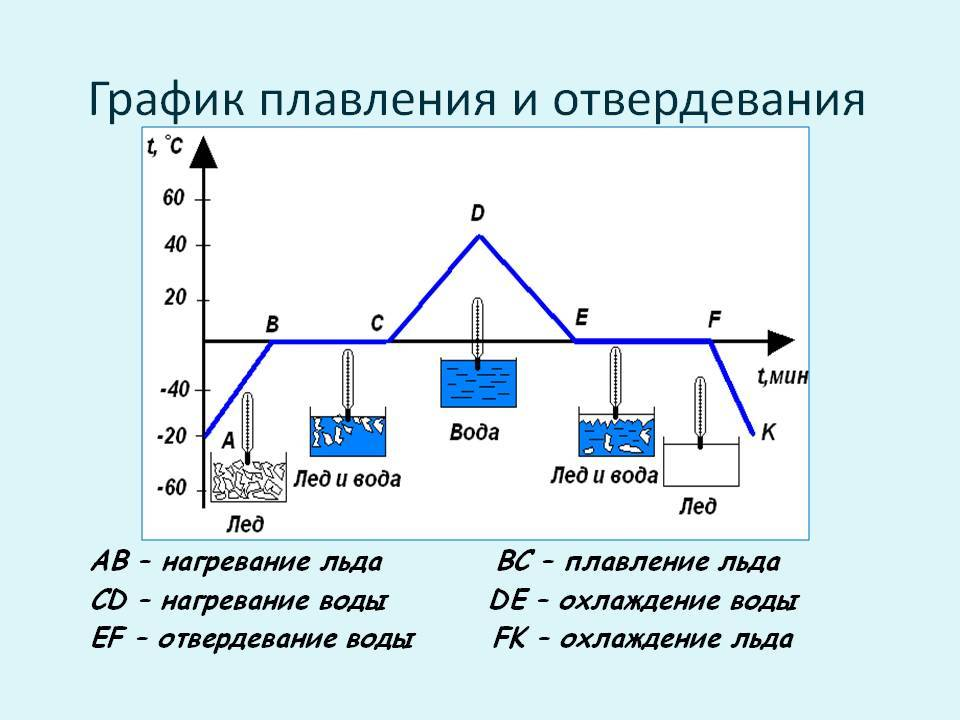 График плавления и отвердевания
t, °C
60
40
20
-40
-20
-60
A
B
C
D
E
F
K
t,мин
Лед
Лед и вода
Вода
Лед и вода
Лед
AB – нагревание льда BC – плавление льда
CD – нагревание воды DE – охлаждение воды
EF – отвердевание воды FK – охлаждение льда